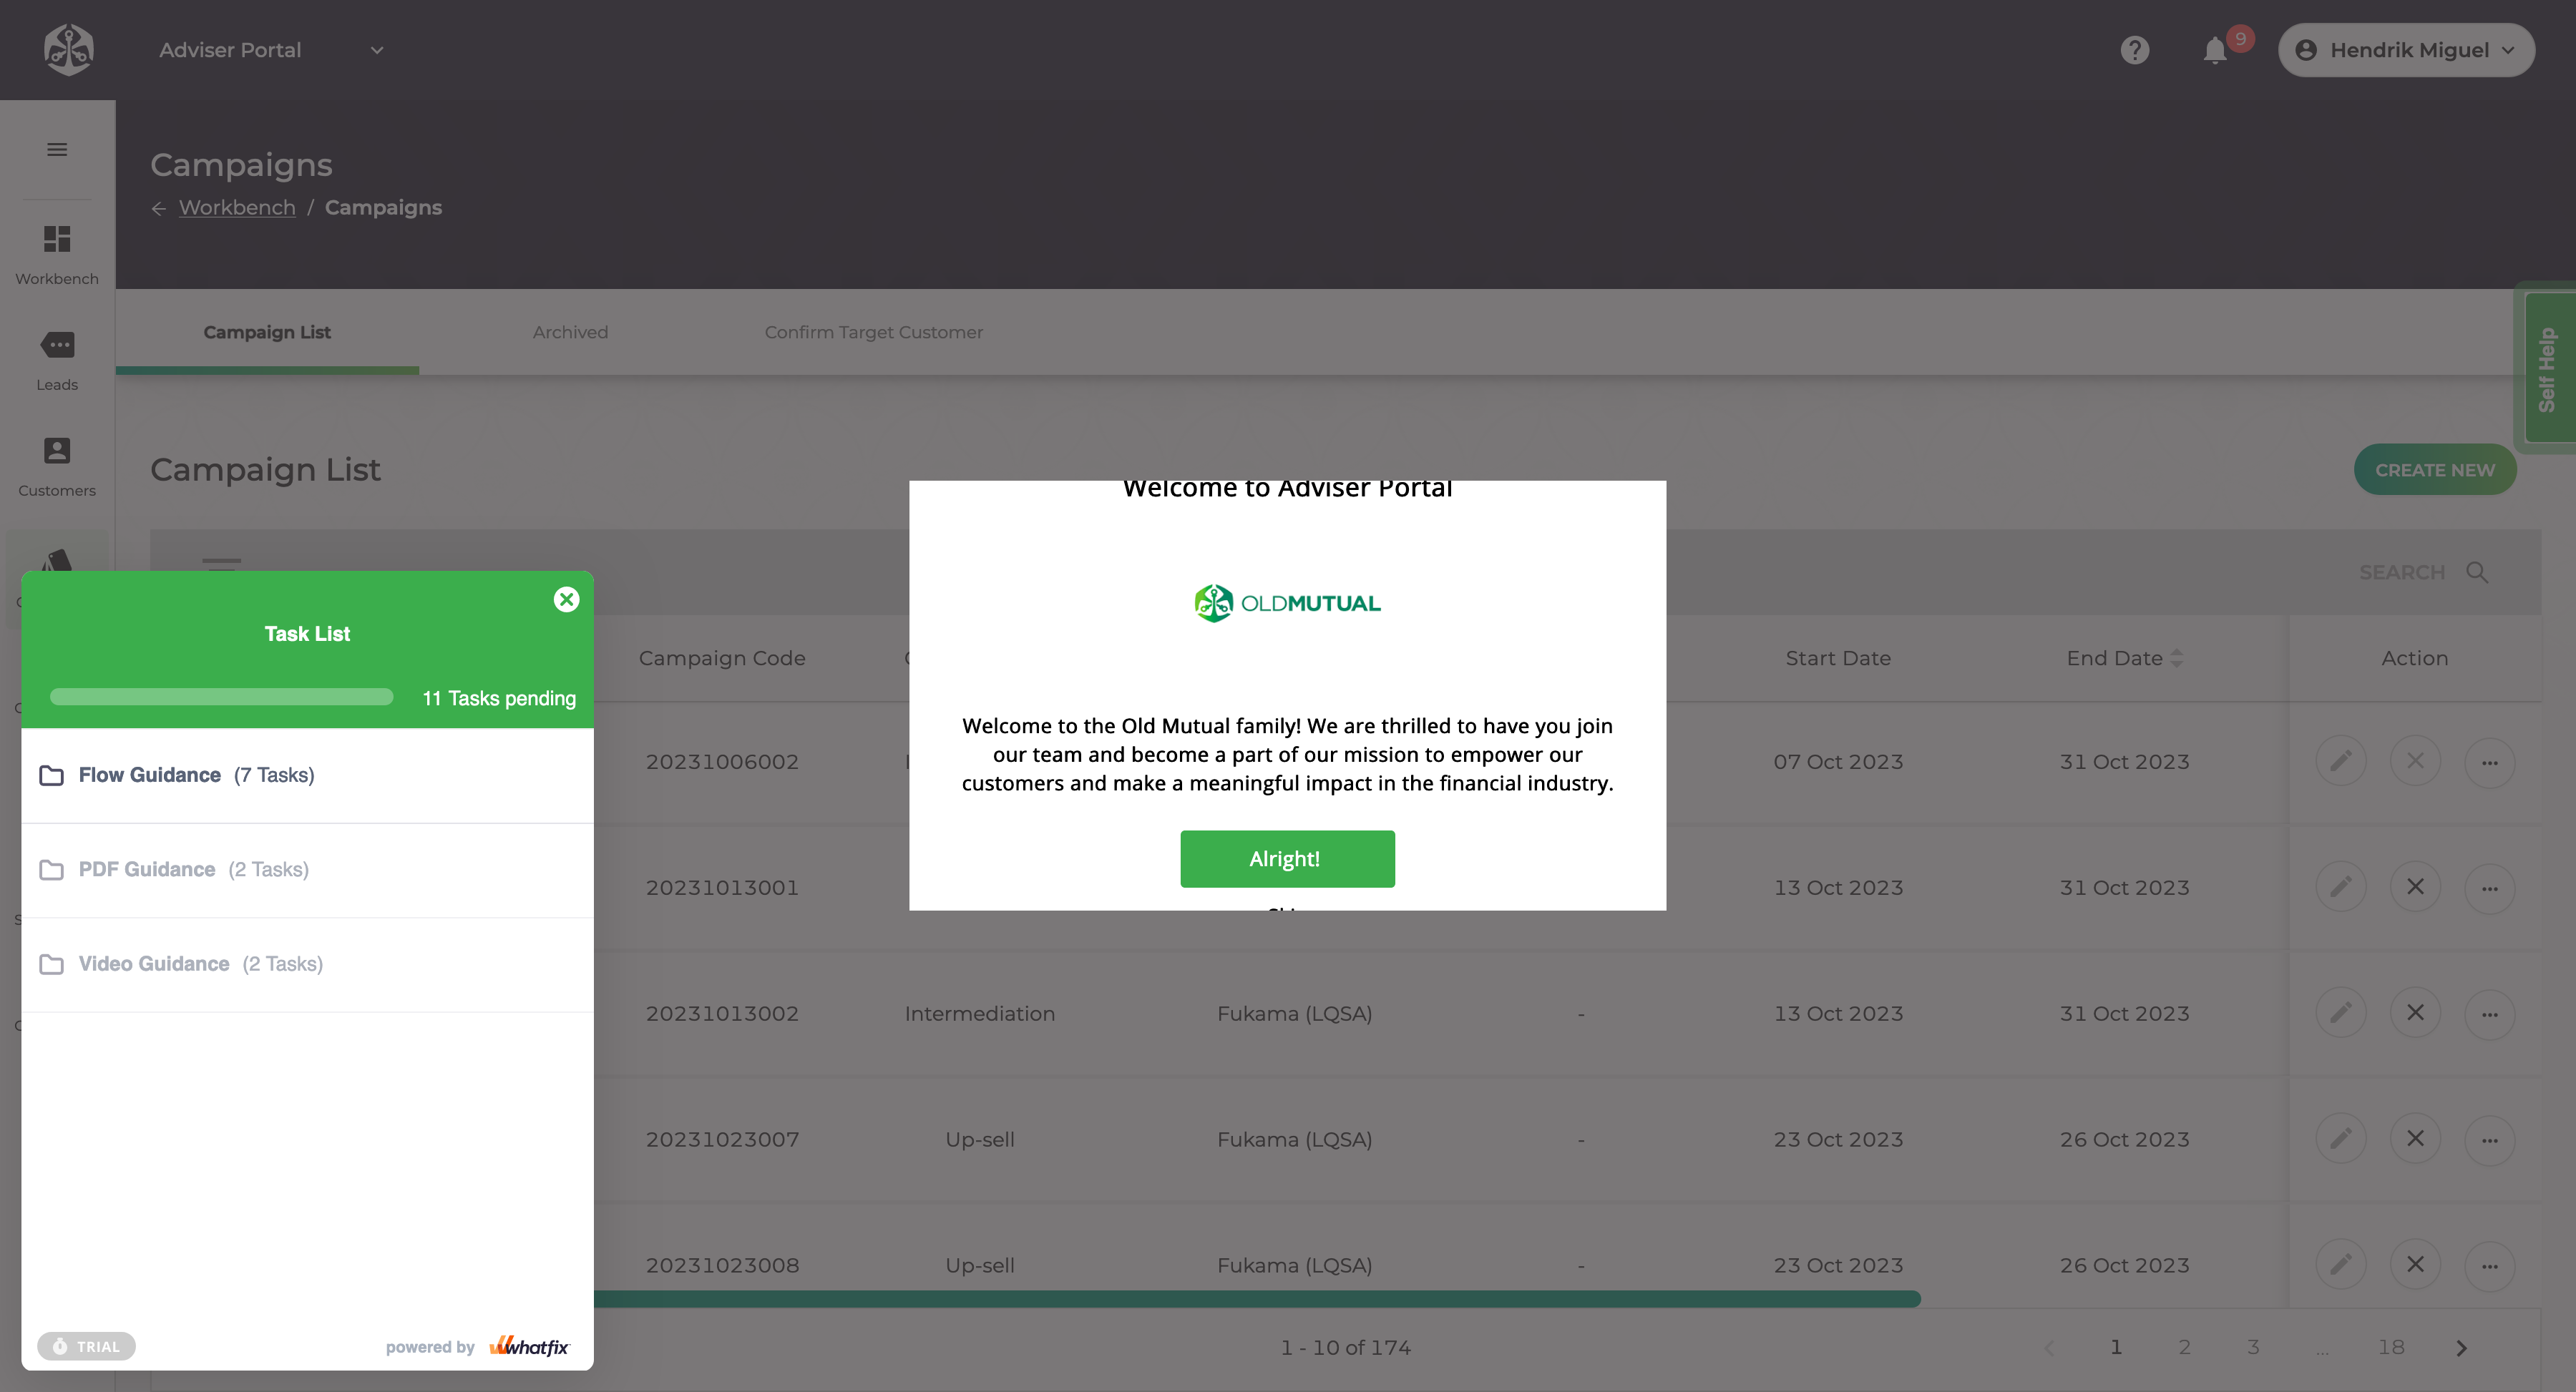 Adviser Portal
9
Hendrik Miguel
Campaigns
Workbench / Campaigns
Workbench
Leads
Customers
Campaign List
Archived
Confirm Target Customer
Self Help
Campaign List
CREATE NEW
SEARCH
Campaign Code
Start Date
End Date
Action
20231006002
07 Oct 2023
31 Oct 2023
20231013001
13 Oct 2023
31 Oct 2023
20231013002
Intermediation
Fukama (LQSA)
-
13 Oct 2023
31 Oct 2023
20231023007
Up-sell
Fukama (LQSA)
-
23 Oct 2023
26 Oct 2023
20231023008
Up-sell
Fukama (LQSA)
-
23 Oct 2023
26 Oct 2023
1 - 10 of 174
1
2
3
...
18
Task List
11 Tasks pending
Flow Guidance (7 Tasks)
PDF Guidance (2 Tasks)
Video Guidance (2 Tasks)
TRIAL
powered by whatfix
Welcome to Adviser Portal
OLDMUTUAL
Welcome to the Old Mutual family! We are thrilled to have you join
our team and become a part of our mission to empower our
customers and make a meaningful impact in the financial industry.
Alright!